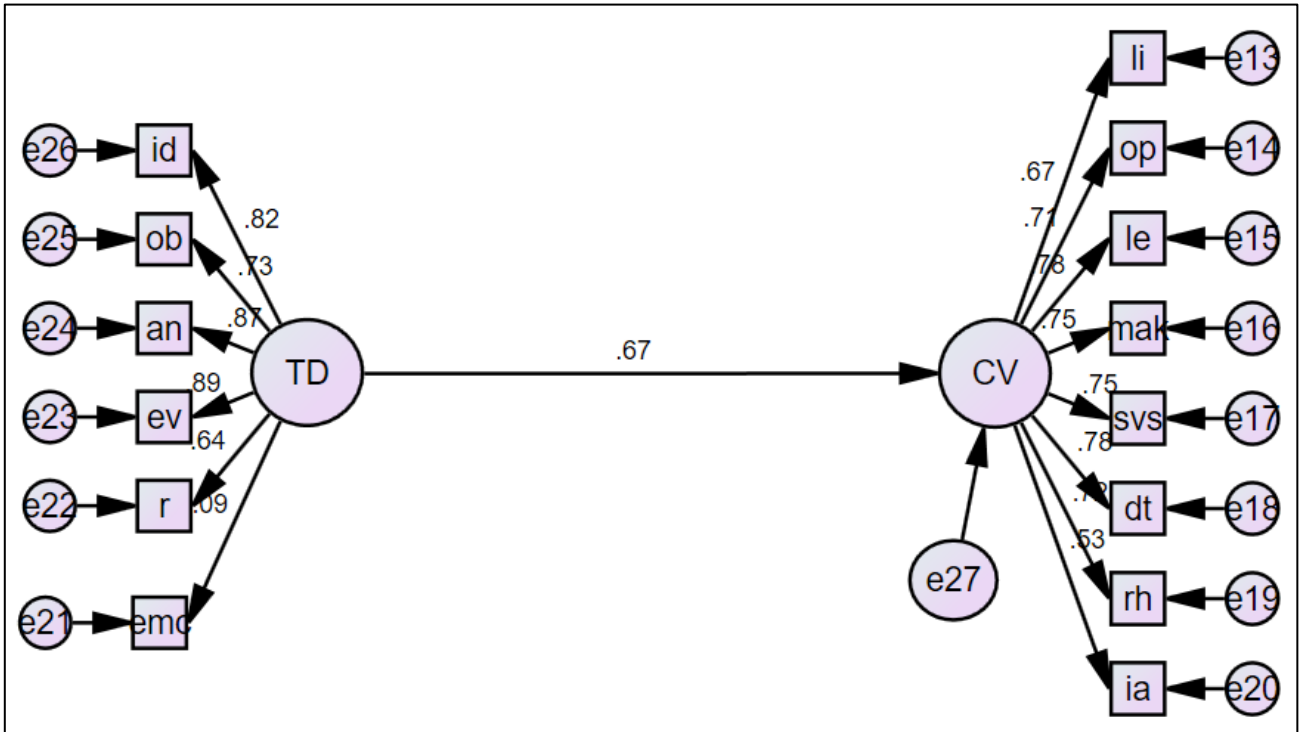 li
e13
e26
id
op
e14
.67
.82
.71
e25
ob
le
e15
.73
.78
e24
an
.87
.75
mak
e16
.67
TD
CV
.89
.75
e23
ev
svs
e17
.64
.78
e22
r
.09
dt
e18
.53
e27
rh
e19
e21
emc
ia
e20